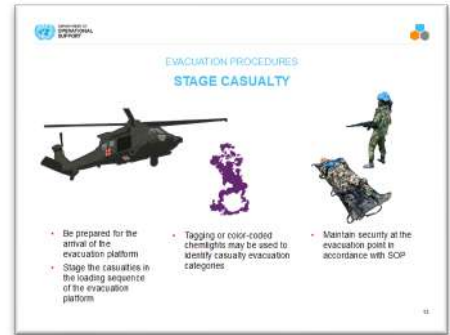 DEPARTMENT OF
OPERATIONAL
SUPPORT
EVACUATION PROCEDURES
STAGE CASUALTY
• Be prepared for the
arrival of the
evacuation platform
• Stage the casualties in
the loading sequence
of the evacuation
platform
• Tagging or color-coded
chemlights may be used to
identify casualty evacuation
categories
• Maintain security at the
evacuation point in
accordance with SOP